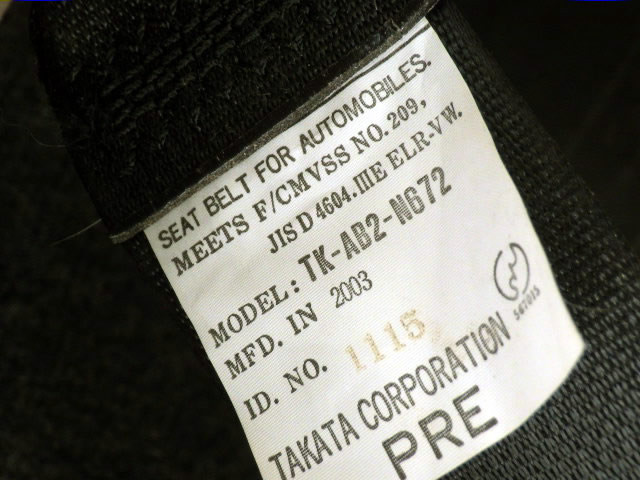 SEAT BELT FOR AUTOMOBILES.
MEETS F/CMVSS NO. 209,
JIS D 4604. IIIE ELR-VW.
MODEL: TK-AB2-N672
MFD. IN 2003
ID. NO. 1115
TAKATA CORPORATION
PRE